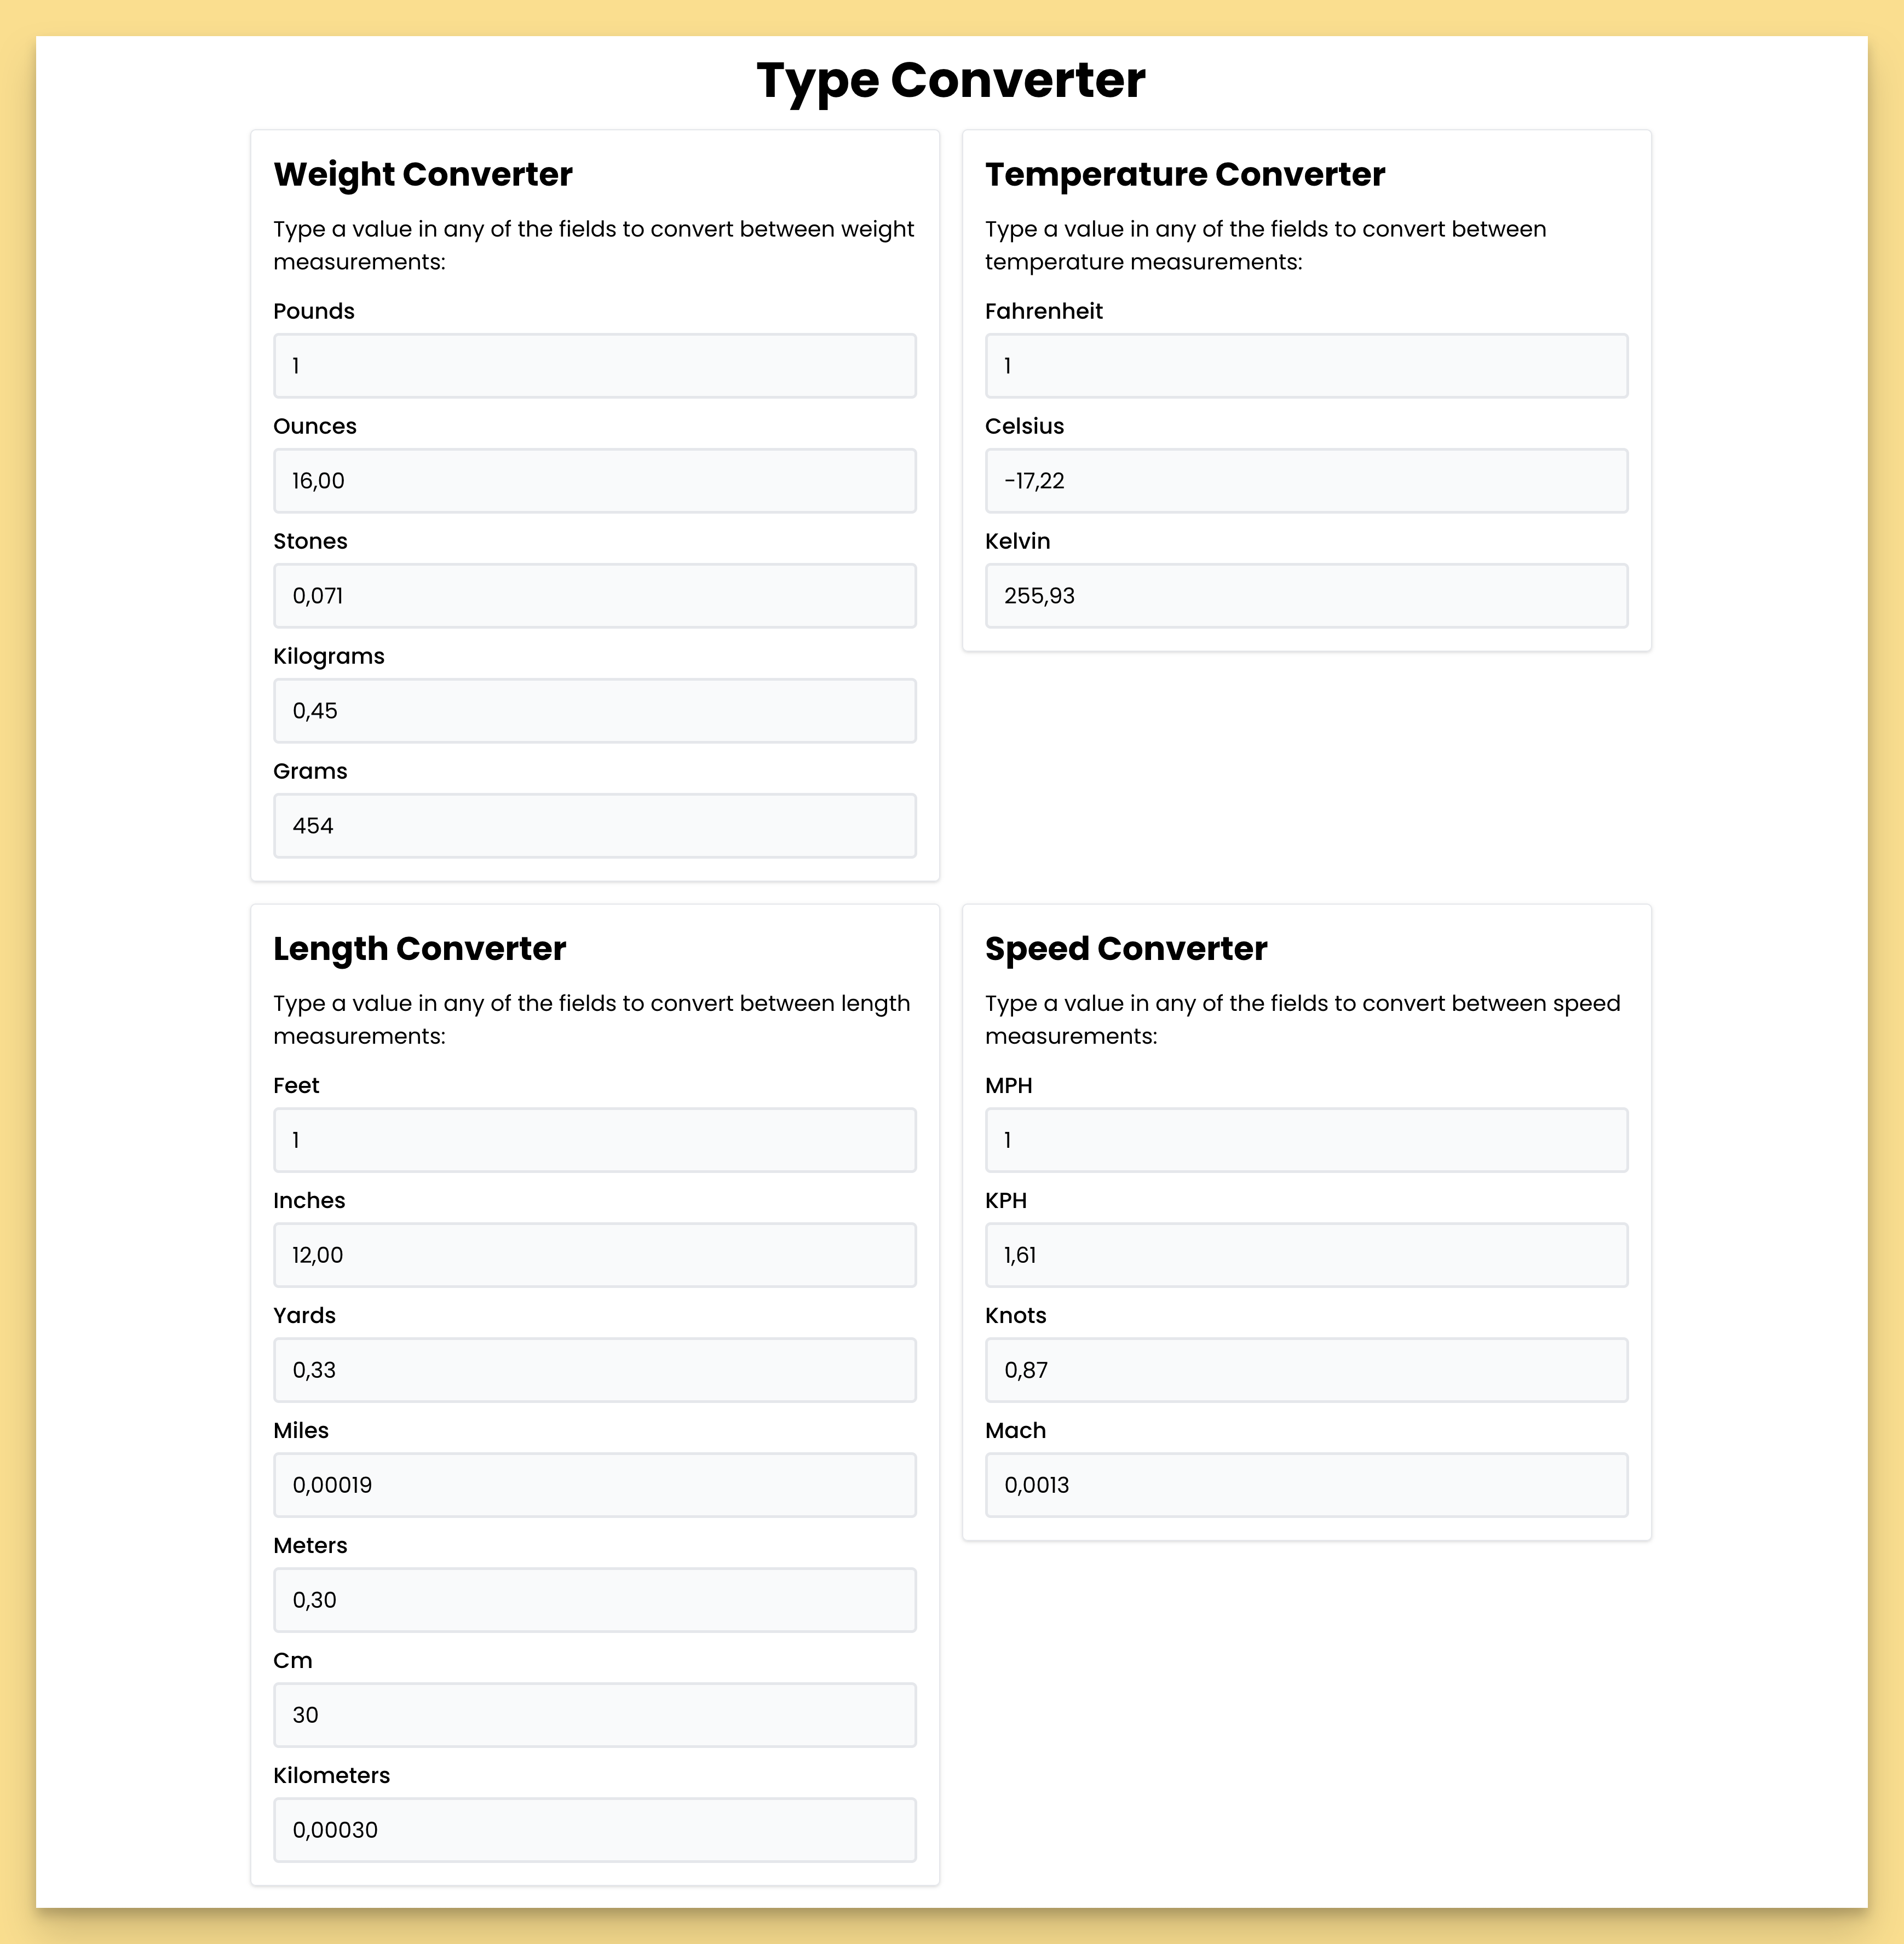 Type Converter
Weight Converter
Type a value in any of the fields to convert between weight
measurements:
Pounds
1
Ounces
16,00
Stones
0,071
Kilograms
0,45
Grams
454
Temperature Converter
Type a value in any of the fields to convert between
temperature measurements:
Fahrenheit
1
Celsius
-17,22
Kelvin
255,93
Length Converter
Type a value in any of the fields to convert between length
measurements:
Feet
1
Inches
12,00
Yards
0,33
Miles
0,00019
Meters
0,30
Cm
30
Kilometers
0,00030
Speed Converter
Type a value in any of the fields to convert between speed
measurements:
MPH
1
KPH
1,61
Knots
0,87
Mach
0,0013